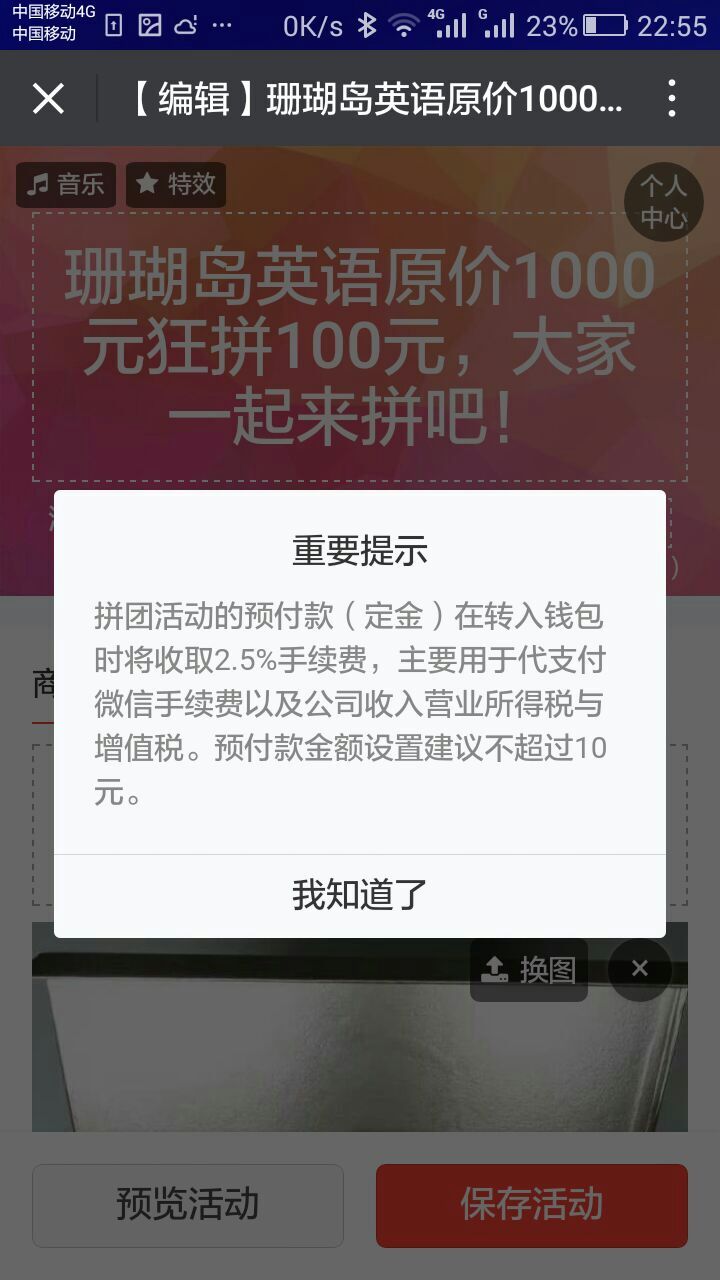 中国移动4G
中国移动
0K/s
4G
G
23%
22:55
【编辑】珊瑚岛英语原价1000...
音乐
特效
个人
中心
珊瑚岛英语原价1000
元狂拼100元，大家
一起来拼吧！
）
重要提示
拼团活动的预付款（定金）在转入钱包
时将收取2.5%手续费，主要用于代支付
微信手续费以及公司收入营业所得税与
增值税。预付款金额设置建议不超过10
元。
商
我知道了
换图
预览活动
保存活动